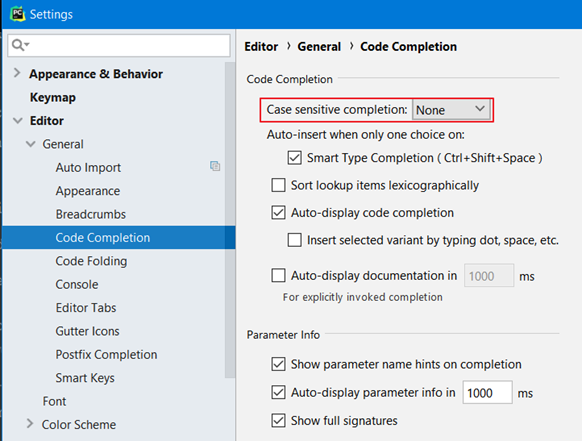 Settings
Appearance & Behavior
Keymap
Editor
General
Auto Import
Appearance
Breadcrumbs
Code Completion
Code Folding
Console
Editor Tabs
Gutter Icons
Postfix Completion
Smart Keys
Font
Color Scheme
Editor › General › Code Completion
Code Completion
Case sensitive completion: None
Auto-insert when only one choice on:
Smart Type Completion ( Ctrl+Shift+Space )
Sort lookup items lexicographically
Auto-display code completion
Insert selected variant by typing dot, space, etc.
Auto-display documentation in 1000 ms
For explicitly invoked completion
Parameter Info
Show parameter name hints on completion
Auto-display parameter info in 1000 ms
Show full signatures